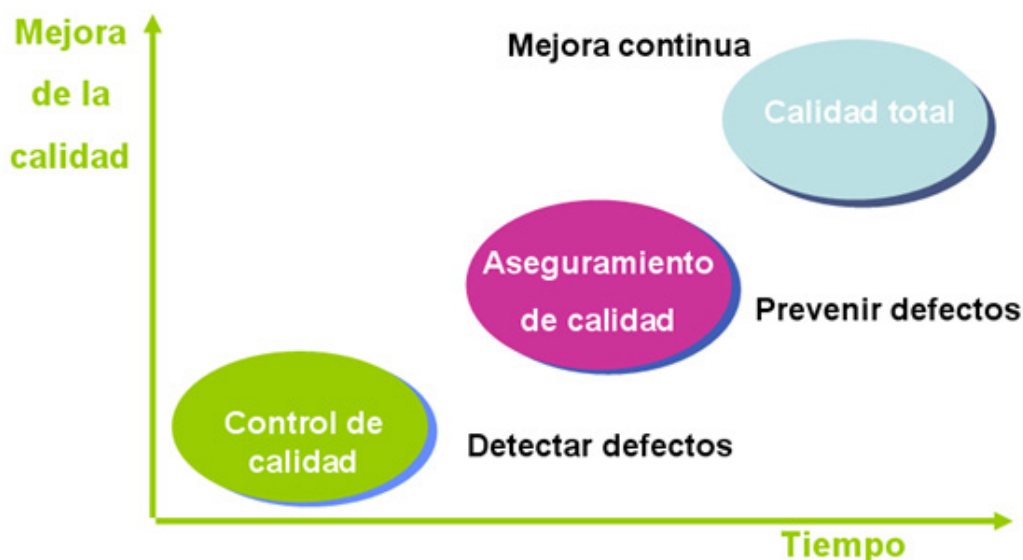 Mejora
de la
calidad
Mejora continua
Calidad total
Aseguramiento
de calidad
Prevenir defectos
Control de
calidad
Detectar defectos
Tiempo